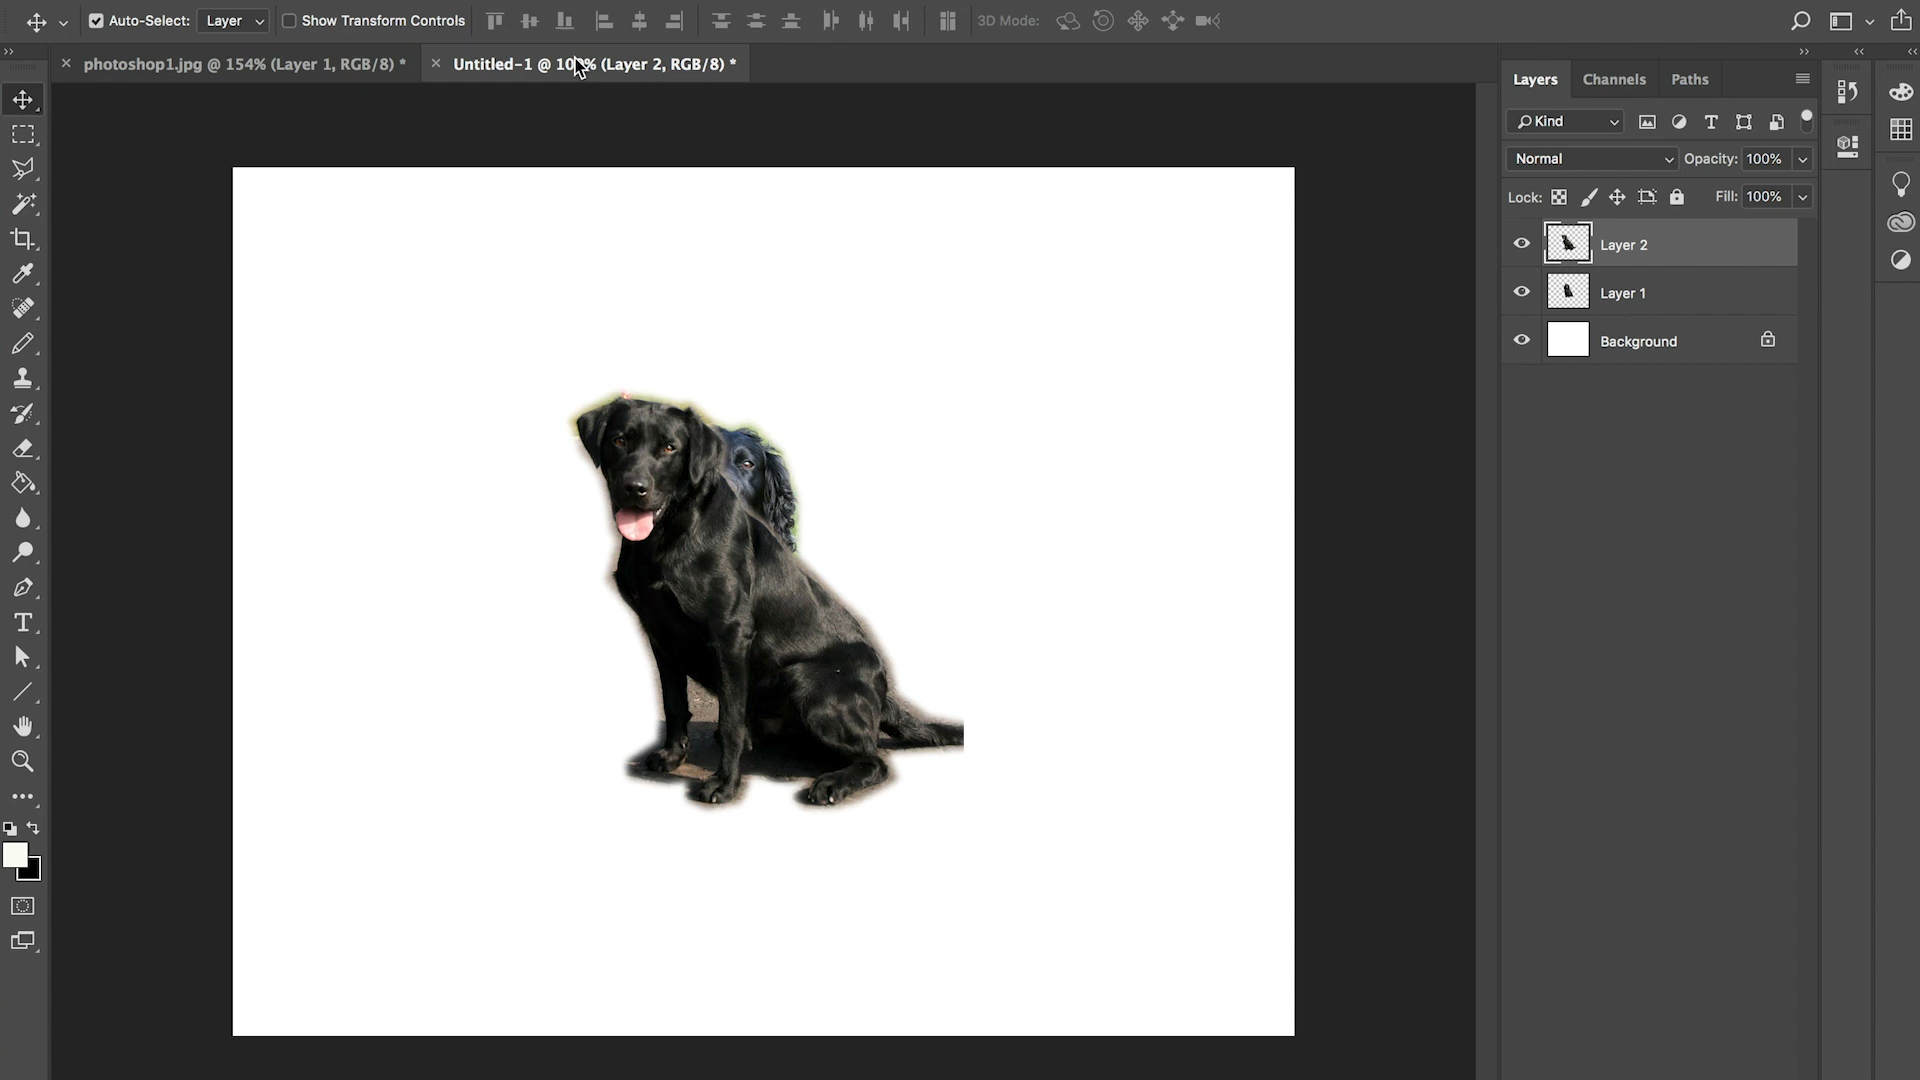 Auto-Select: Layer Show Transform Controls 3D Mode:
photoshop1.jpg @ 154% (Layer 1, RGB/8) *
Untitled-1 @ 100% (Layer 2, RGB/8) *
Layers Channels Paths
Kind
Normal Opacity: 100%
Lock: Fill: 100%
Layer 2
Layer 1
Background